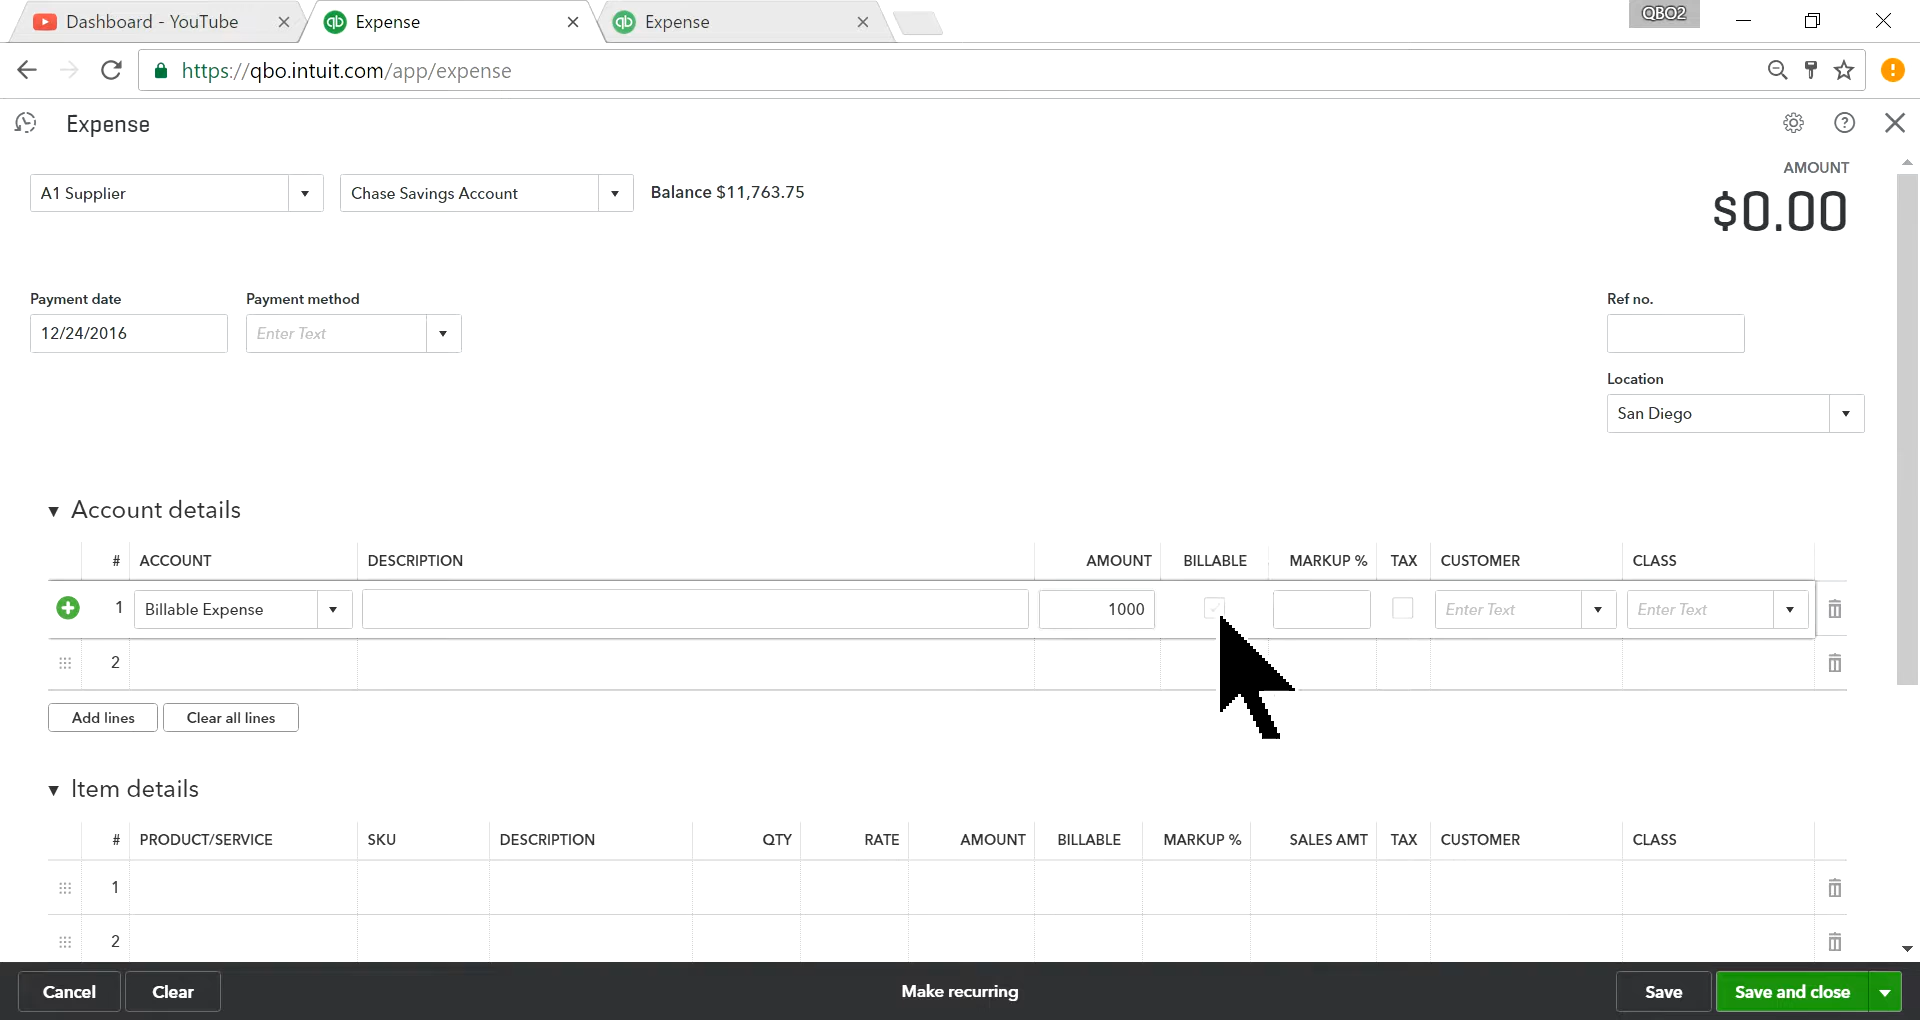 Dashboard - YouTube
Expense
Expense
QBO2
https://qbo.intuit.com/app/expense
Expense
A1 Supplier
Chase Savings Account
Balance $11,763.75
AMOUNT
$0.00
Payment date
Payment method
Ref no.
12/24/2016
Enter Text
Location
San Diego
Account details
# ACCOUNT DESCRIPTION AMOUNT BILLABLE MARKUP % TAX CUSTOMER CLASS
1 Billable Expense 1000 Enter Text Enter Text
2
Add lines Clear all lines
Item details
# PRODUCT/SERVICE SKU DESCRIPTION QTY RATE AMOUNT BILLABLE MARKUP % SALES AMT TAX CUSTOMER CLASS
1
2
Cancel Clear Make recurring Save Save and close